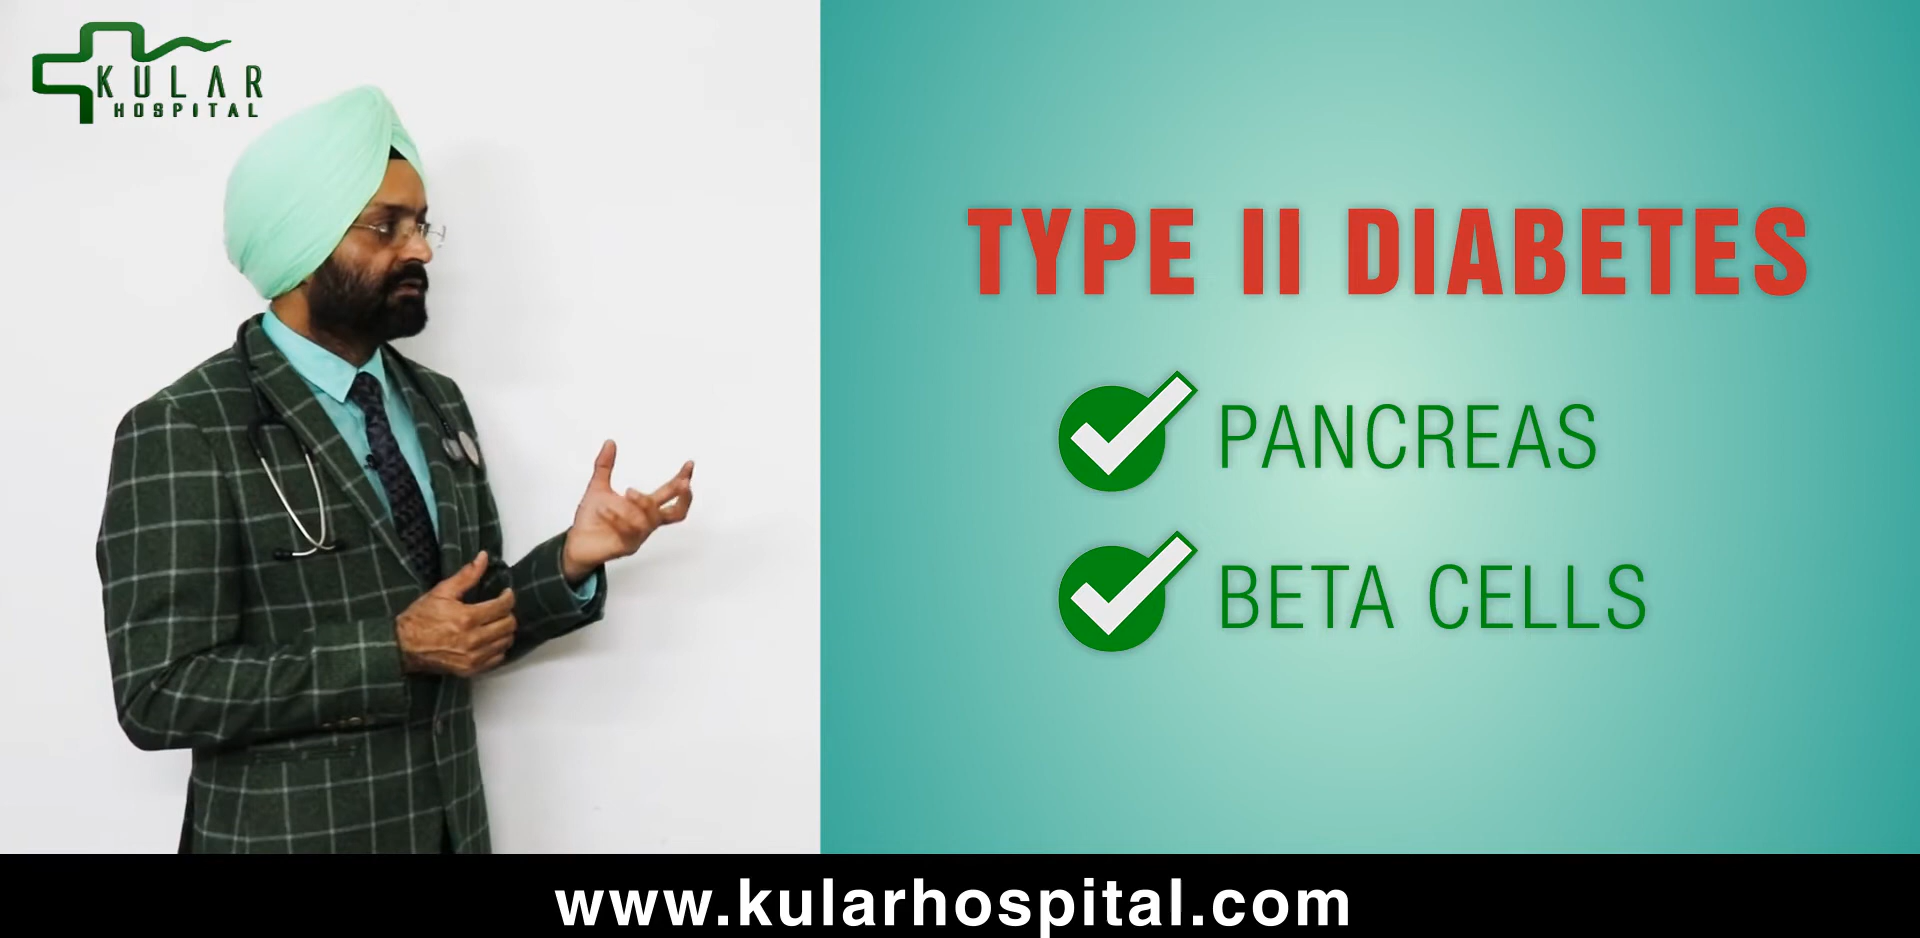 KULAR
HOSPITAL
TYPE II DIABETES
PANCREAS
BETA CELLS
www.kularhospital.com